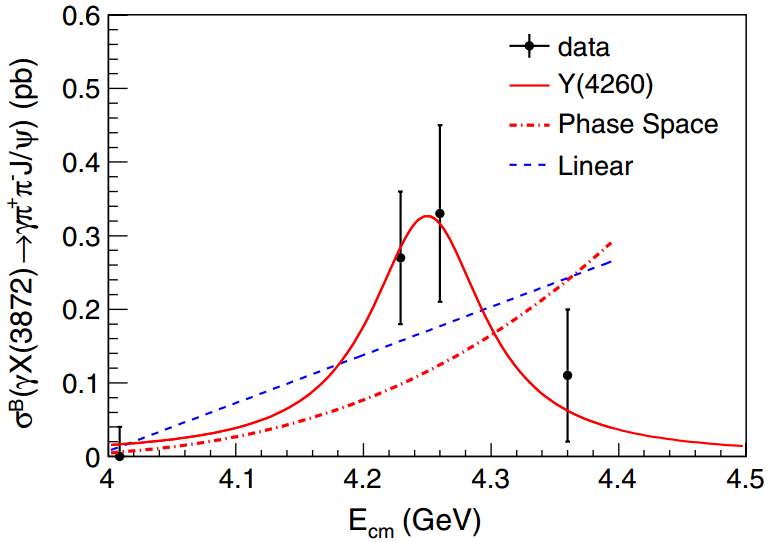 σᴮ(γX(3872)→γπ⁺π⁻J/ψ) (pb)
0.6
0.5
0.4
0.3
0.2
0.1
0
data
Y(4260)
Phase Space
Linear
4 4.1 4.2 4.3 4.4 4.5
E_cm (GeV)